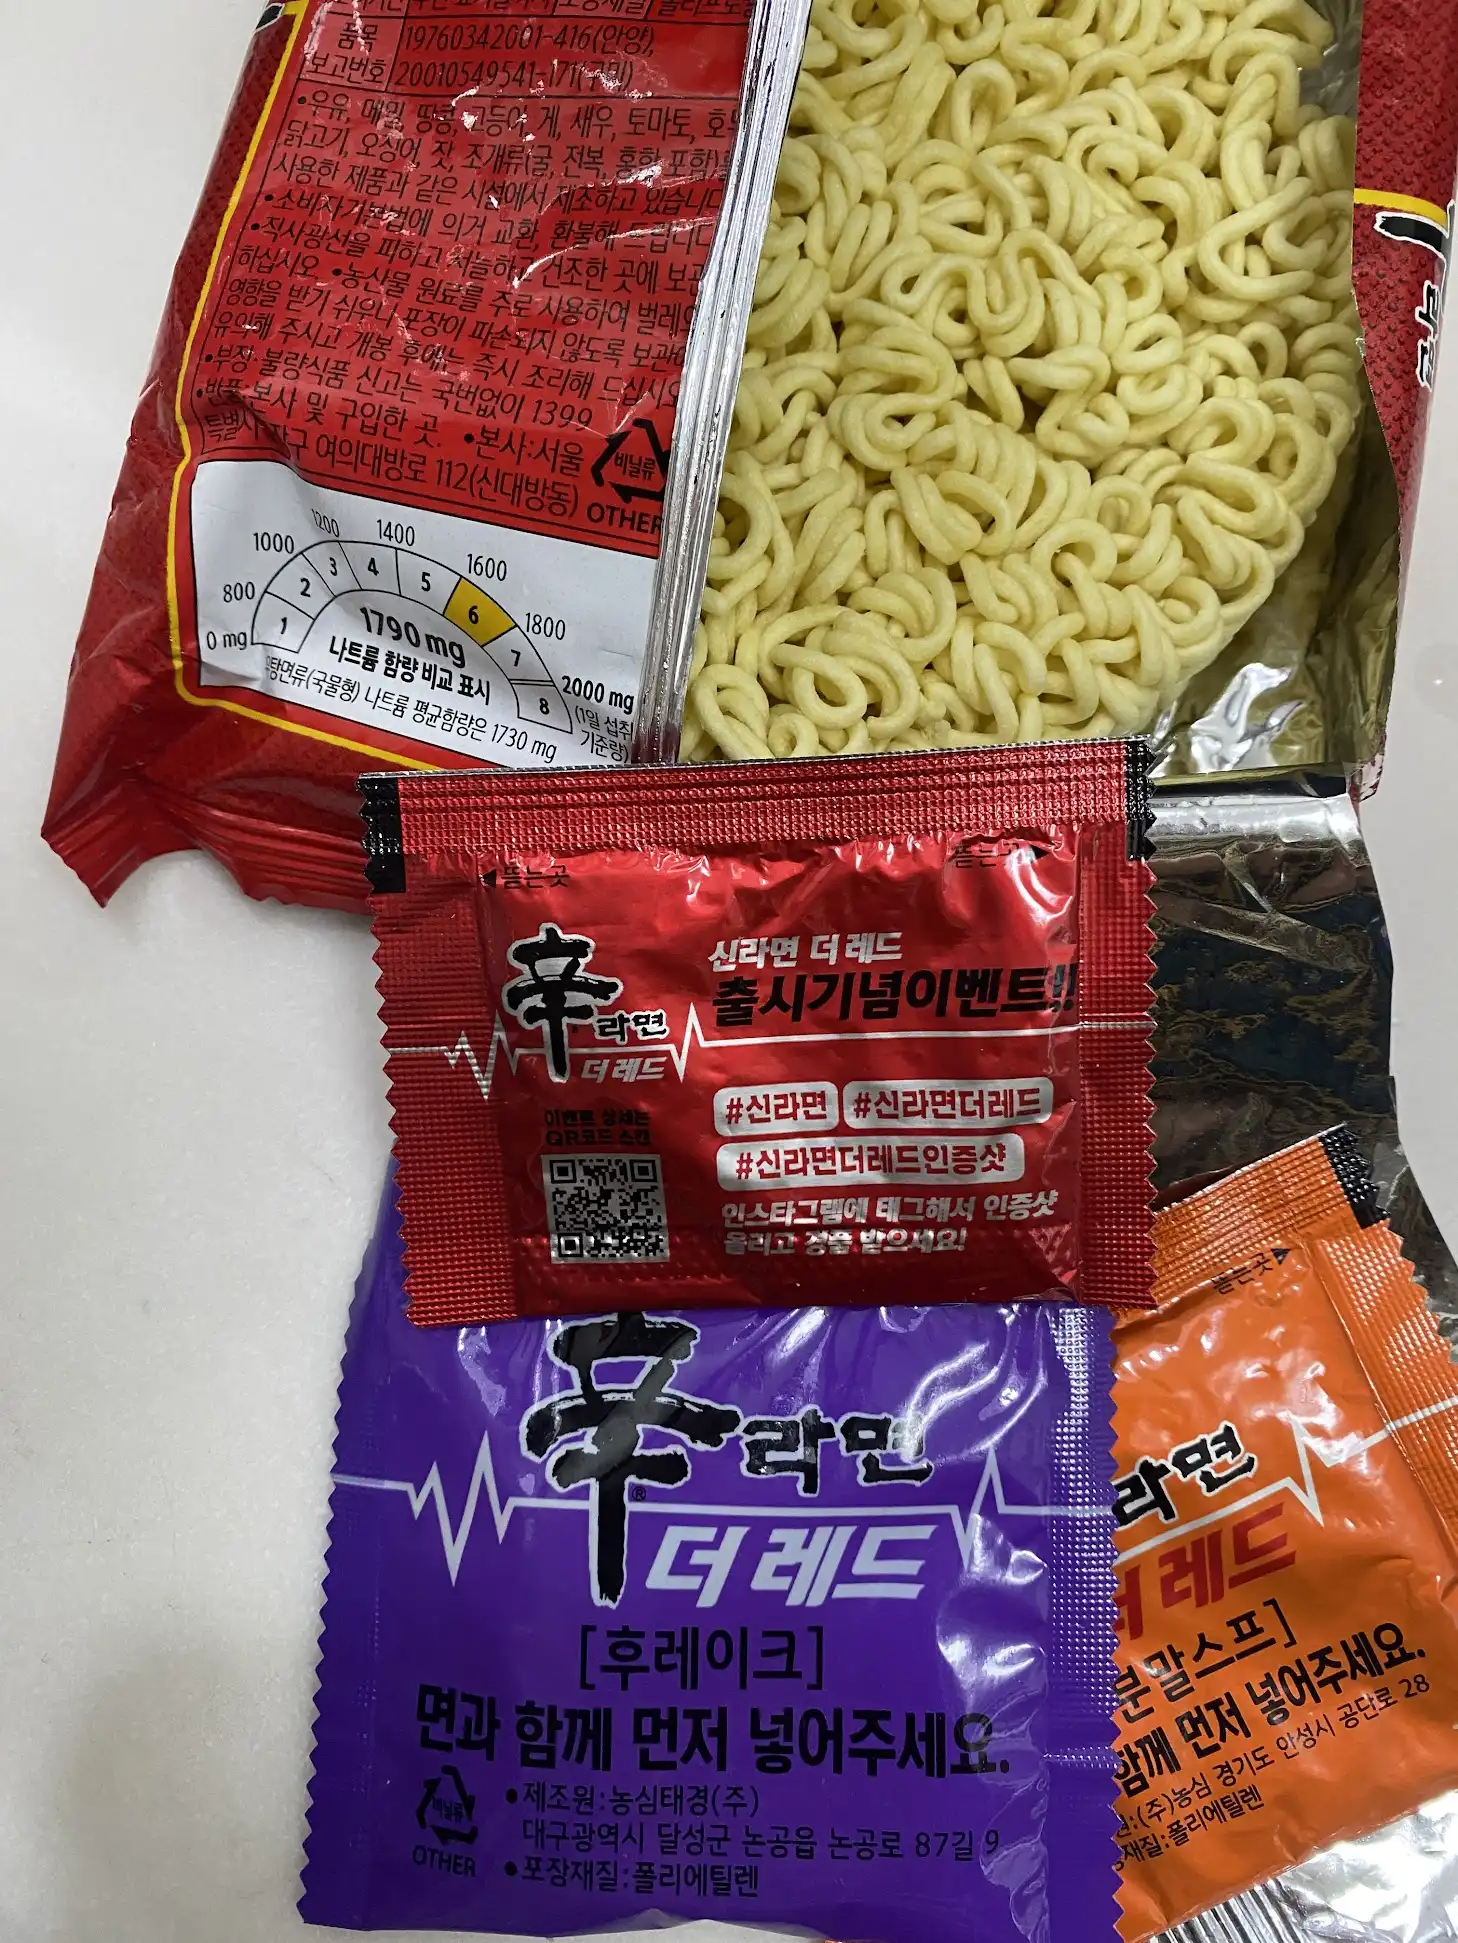 품목
보고번호
19760342001-416(안양),
20010549541-171(구미)
•우유, 메밀, 땅콩, 고등어, 게, 새우, 토마토,
닭고기, 오징어, 잣, 조개류(굴, 전복, 홍합 포함)를
사용한 제품과 같은 시설에서 제조하고 있습니다
•소비자기본법에 의거 교환, 환불해
•직사광선을 피하고 서늘하고 건조한 곳에
하십시오 •농산물 원료를 주로 사용하여
영향을 받기 쉬우나 포장이 파손되지 않도록
유의해 주시고 개봉 후에는 즉시 조리해 드십시오
•부정·불량식품 신고는 국번없이 1399
반품:본사 및 구입한 곳. •본사:서울
여의대방로 112(신대방동)
비닐류
OTHER
0 mg
800
1000
1200
1400
1600
1800
2000 mg
(1일 섭취
기준량)
1
2
3
4
5
6
7
8
1790 mg
나트륨 함량 비교 표시
탕면류(국물형) 나트륨 평균함량은 1730 mg
라면
◀뜯는곳
뜯는곳▶
辛라면
더 레드
신라면 더 레드
출시기념이벤트!!
#신라면 #신라면더레드
#신라면더레드인증샷
인스타그램에 태그해서 인증샷
올리고 경품 받으세요!
이벤트 상세는
QR코드 스캔
辛라면
®
더 레드
[후레이크]
면과 함께 먼저 넣어주세요.
비닐류
OTHER
•제조원:농심태경(주)
대구광역시 달성군 논공읍 논공로 87길 9
•포장재질:폴리에틸렌
뜯는곳▶
라면
더 레드
분말스프]
함께 먼저 넣어주세요.
(주)농심 경기도 안성시 공단로 28
재질:폴리에틸렌